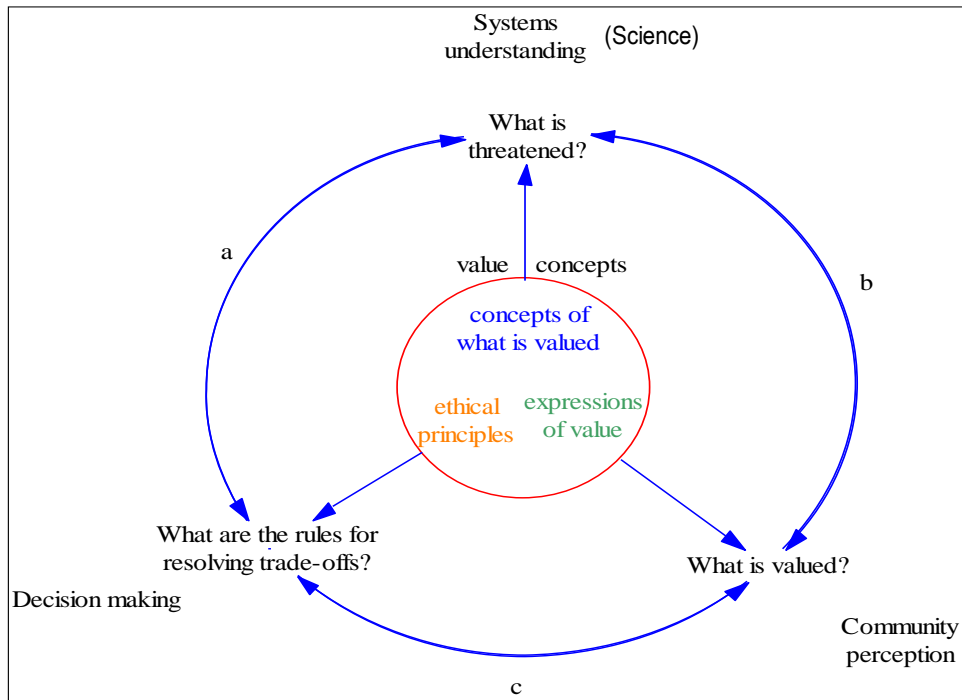 Systems
understanding (Science)
What is
threatened?
a
value concepts
b
concepts of
what is valued
ethical
principles
expressions
of value
What are the rules for
resolving trade-offs?
What is valued?
Decision making
Community
perception
c